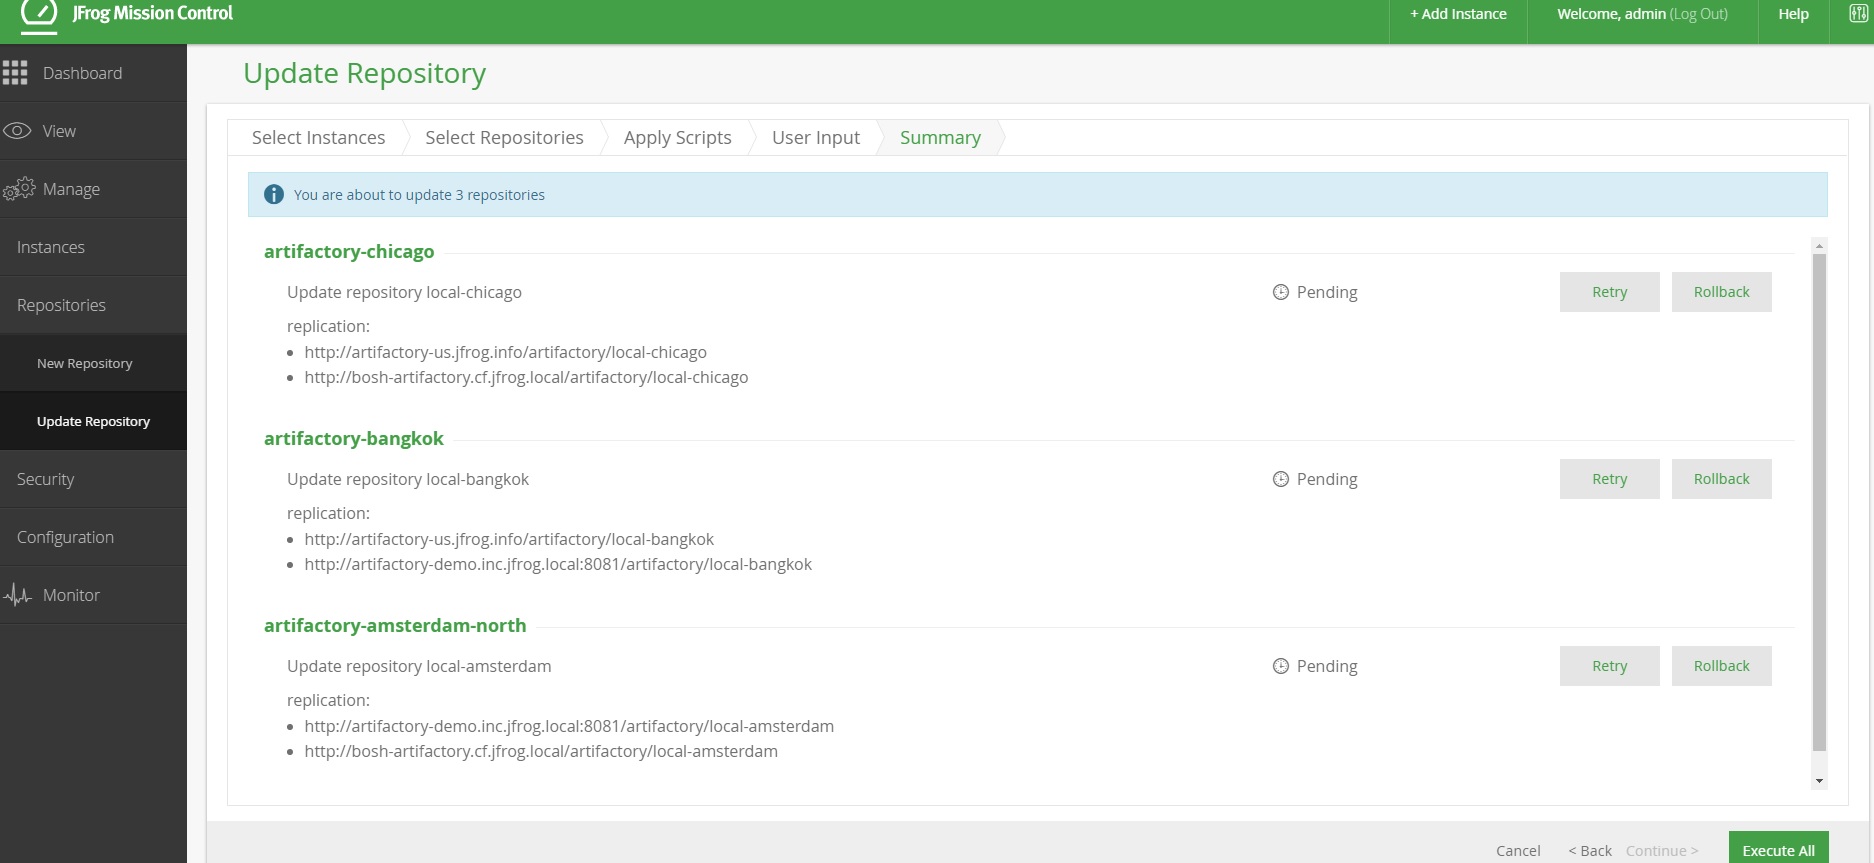 JFrog Mission Control
+ Add Instance
Welcome, admin (Log Out)
Help
Dashboard
View
Manage
Instances
Repositories
New Repository
Update Repository
Security
Configuration
Monitor
Update Repository
Select Instances
Select Repositories
Apply Scripts
User Input
Summary
You are about to update 3 repositories
artifactory-chicago
Update repository local-chicago
Pending
Retry
Rollback
replication:
• http://artifactory-us.jfrog.info/artifactory/local-chicago
• http://bosh-artifactory.cf.jfrog.local/artifactory/local-chicago
artifactory-bangkok
Update repository local-bangkok
Pending
Retry
Rollback
replication:
• http://artifactory-us.jfrog.info/artifactory/local-bangkok
• http://artifactory-demo.inc.jfrog.local:8081/artifactory/local-bangkok
artifactory-amsterdam-north
Update repository local-amsterdam
Pending
Retry
Rollback
replication:
• http://artifactory-demo.inc.jfrog.local:8081/artifactory/local-amsterdam
• http://bosh-artifactory.cf.jfrog.local/artifactory/local-amsterdam
Cancel
< Back
Continue >
Execute All